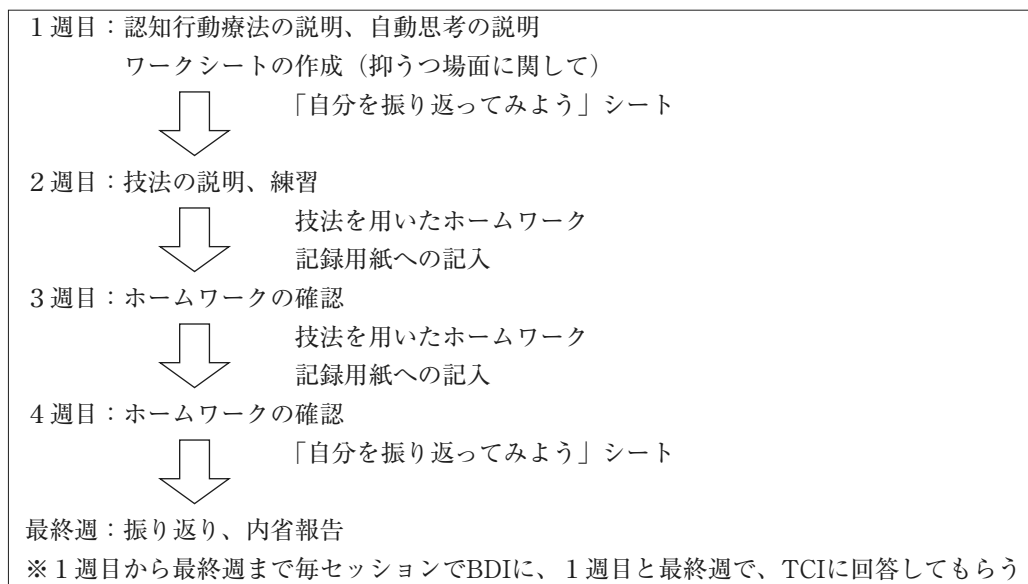 １週目：認知行動療法の説明、自動思考の説明
ワークシートの作成（抑うつ場面に関して）
「自分を振り返ってみよう」シート
２週目：技法の説明、練習
技法を用いたホームワーク
記録用紙への記入
３週目：ホームワークの確認
技法を用いたホームワーク
記録用紙への記入
４週目：ホームワークの確認
「自分を振り返ってみよう」シート
最終週：振り返り、内省報告
※１週目から最終週まで毎セッションでBDIに、１週目と最終週で、TCIに回答してもらう